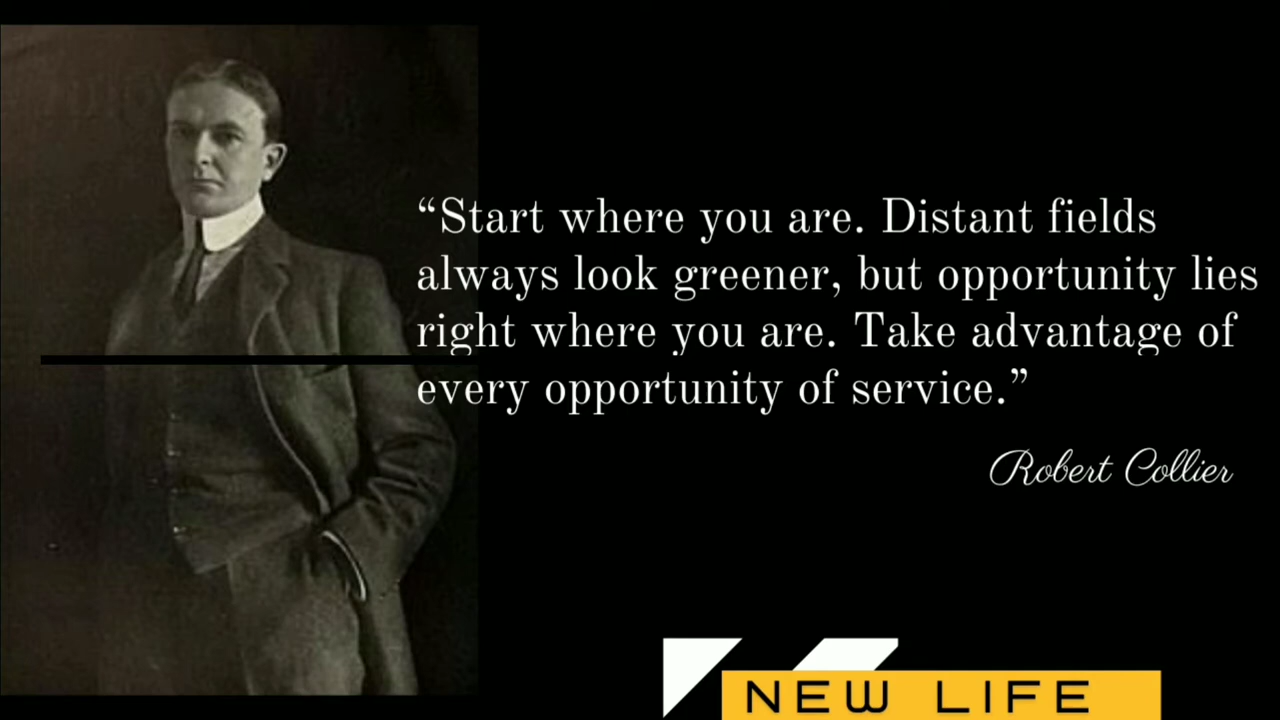 “Start where you are. Distant fields
always look greener, but opportunity lies
right where you are. Take advantage of
every opportunity of service.”
Robert Collier
NEW LIFE